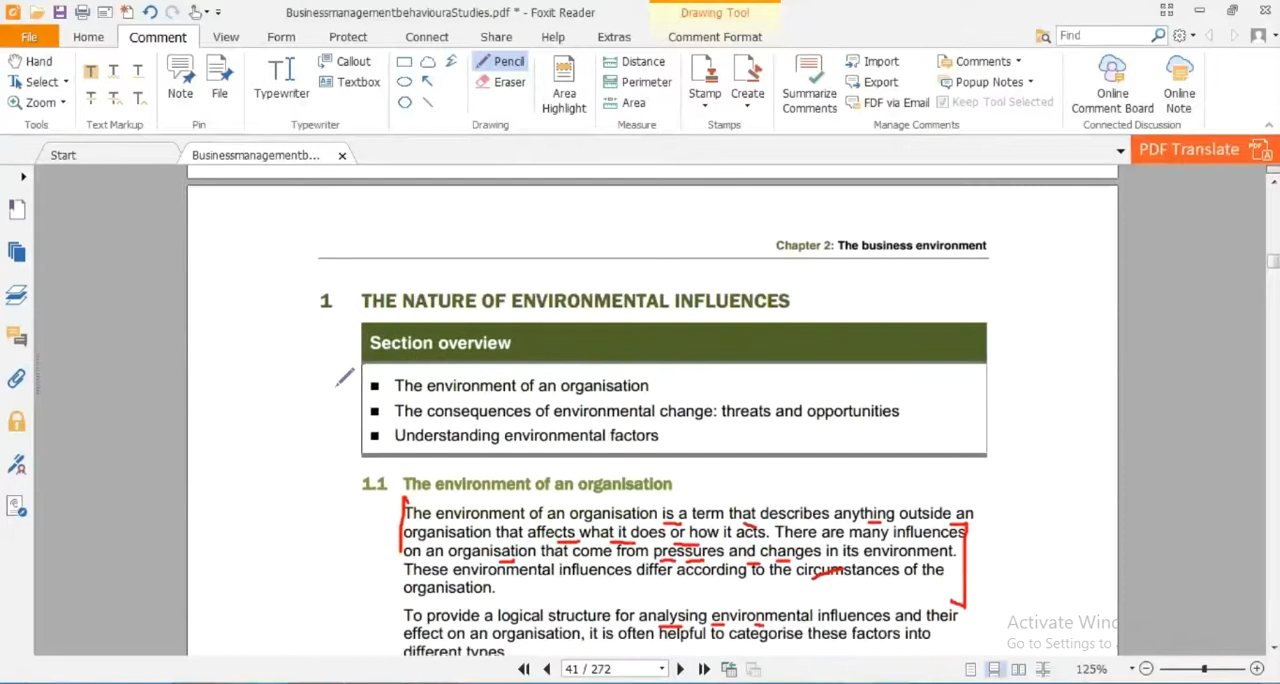 BusinessmanagementbehaviouraStudies.pdf * - Foxit Reader
Drawing Tool
File Home Comment View Form Protect Connect Share Help Extras Comment Format
Find
Hand
Select
Zoom
Tools
T T T
T T T
Text Markup
Note File
Pin
Typewriter
Callout
Textbox
Typewriter
Pencil
Eraser
Drawing
Area
Highlight
Distance
Perimeter
Area
Measure
Stamp Create
Stamps
Summarize
Comments
Import
Export
FDF via Email
Comments
Popup Notes
Keep Tool Selected
Manage Comments
Online
Comment Board
Online
Note
Connected Discussion
Start
Businessmanagementb...
PDF Translate
Chapter 2: The business environment
1 THE NATURE OF ENVIRONMENTAL INFLUENCES
Section overview
■ The environment of an organisation
■ The consequences of environmental change: threats and opportunities
■ Understanding environmental factors
1.1 The environment of an organisation
The environment of an organisation is a term that describes anything outside an
organisation that affects what it does or how it acts. There are many influences
on an organisation that come from pressures and changes in its environment.
These environmental influences differ according to the circumstances of the
organisation.
To provide a logical structure for analysing environmental influences and their
effect on an organisation, it is often helpful to categorise these factors into
different types.
Activate Win
Go to Settings to
41 / 272
125%